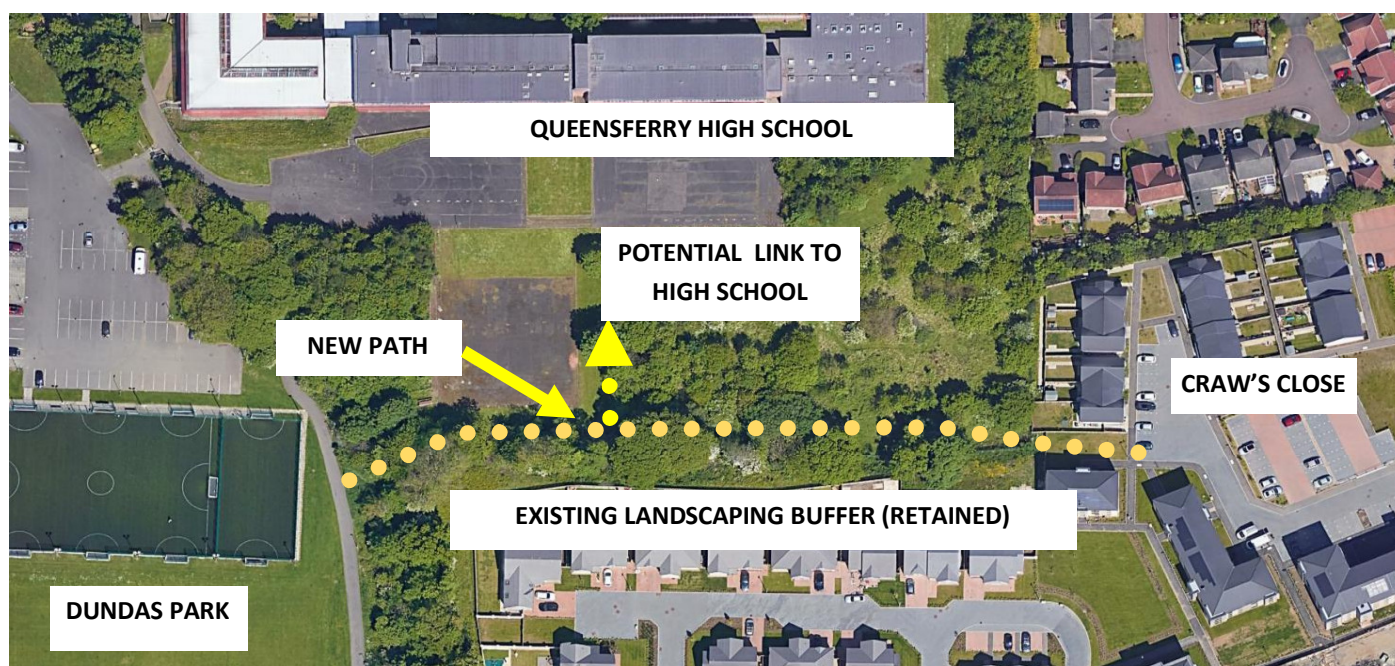 QUEENSFERRY HIGH SCHOOL
POTENTIAL LINK TO
HIGH SCHOOL
NEW PATH
CRAW'S CLOSE
EXISTING LANDSCAPING BUFFER (RETAINED)
DUNDAS PARK